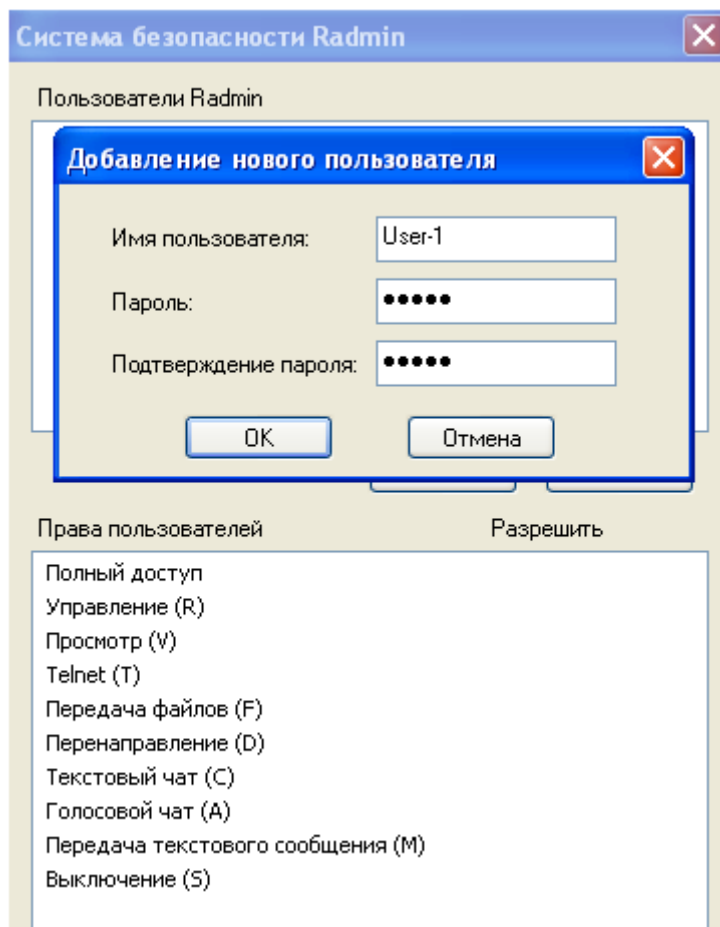 Система безопасности Radmin
Пользователи Radmin
Добавление нового пользователя
Имя пользователя: User-1
Пароль: •••••
Подтверждение пароля: •••••
OK Отмена
Права пользователей Разрешить
Полный доступ
Управление (R)
Просмотр (V)
Telnet (T)
Передача файлов (F)
Перенаправление (D)
Текстовый чат (C)
Голосовой чат (A)
Передача текстового сообщения (M)
Выключение (S)